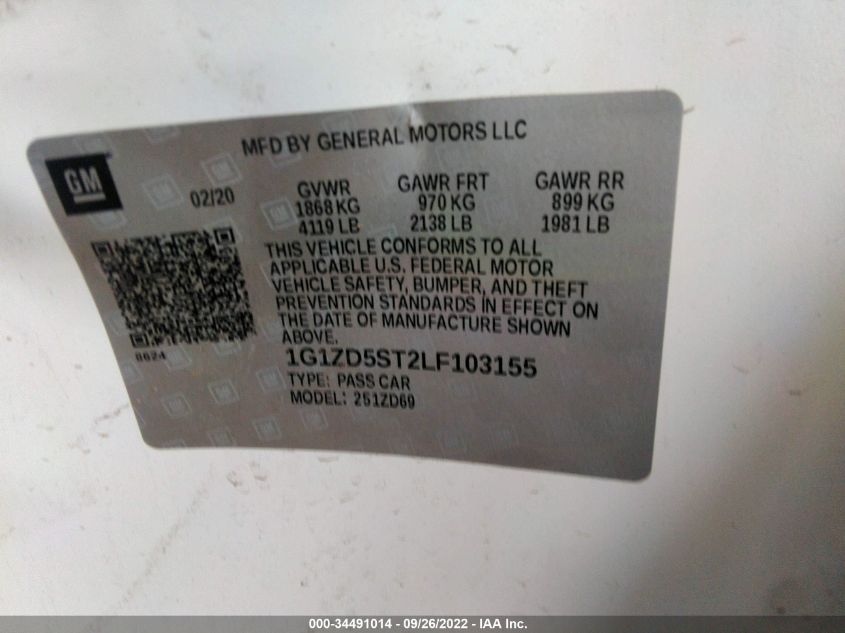 MFD BY GENERAL MOTORS LLC
GM
02/20
GVWR GAWR FRT GAWR RR
1868 KG 970 KG 899 KG
4119 LB 2138 LB 1981 LB
THIS VEHICLE CONFORMS TO ALL
APPLICABLE U.S. FEDERAL MOTOR
VEHICLE SAFETY, BUMPER, AND THEFT
PREVENTION STANDARDS IN EFFECT ON
THE DATE OF MANUFACTURE SHOWN
ABOVE.
8624
1G1ZD5ST2LF103155
TYPE: PASS CAR
MODEL: 251ZD69
000-34491014 - 09/26/2022 - IAA Inc.